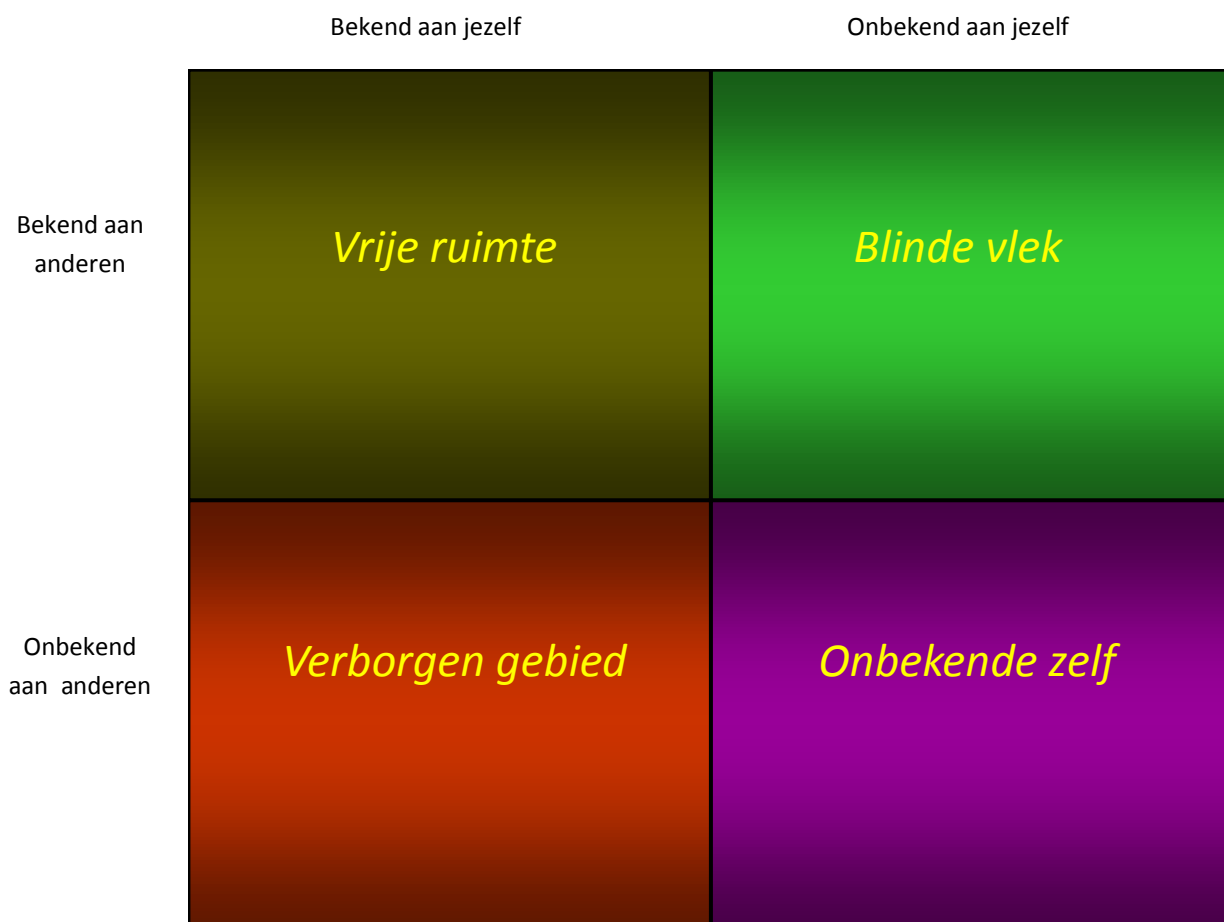 Bekend aan jezelf
Onbekend aan jezelf
Bekend aan
anderen
Vrije ruimte
Blinde vlek
Onbekend
aan anderen
Verborgen gebied
Onbekende zelf